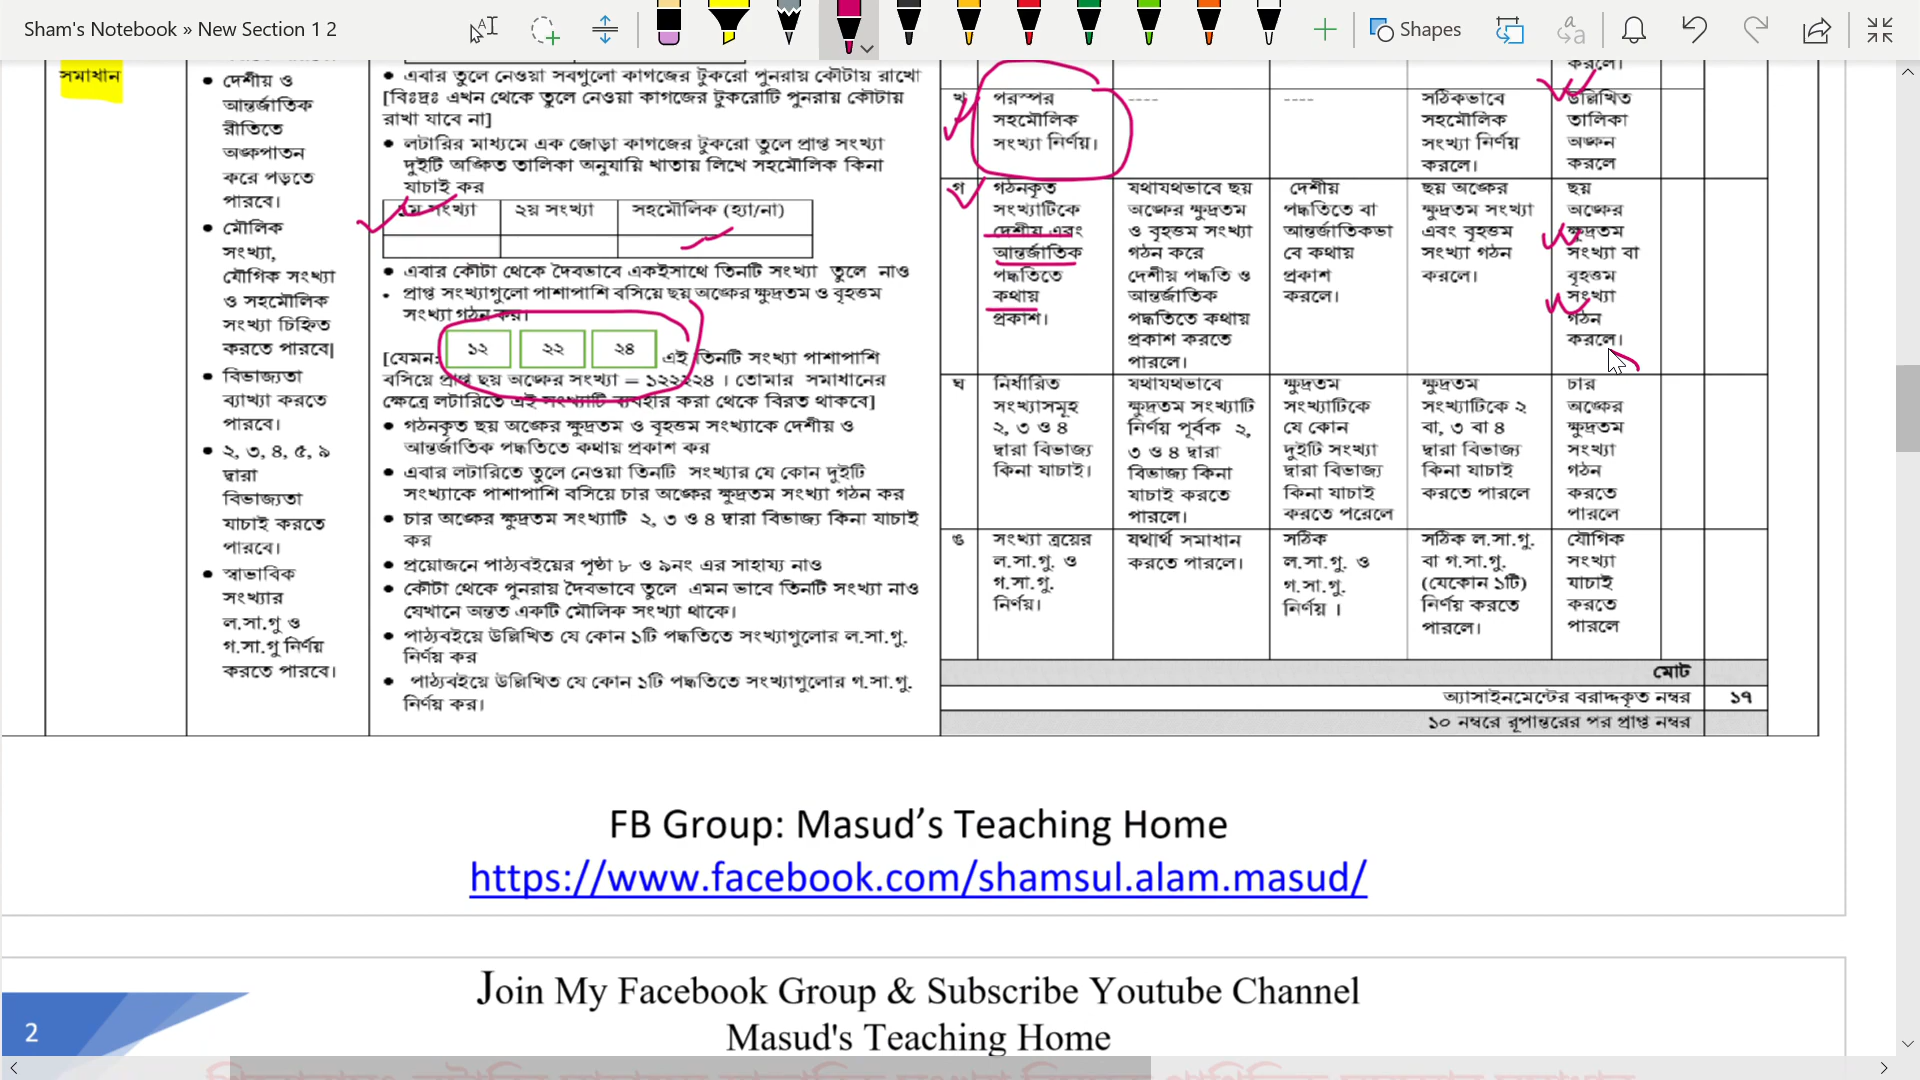 Sham's Notebook » New Section 1 2
Shapes
সমাধান
দেশীয় ও
আন্তর্জাতিক
রীতিতে
অঙ্কপাতন
করে পড়তে
পারবে।
মৌলিক
সংখ্যা,
যৌগিক সংখ্যা
ও সহমৌলিক
সংখ্যা চিহ্নিত
করতে পারবে|
বিভাজ্যতা
ব্যাখ্যা করতে
পারবে।
২, ৩, ৪, ৫, ৯
দ্বারা
বিভাজ্যতা
যাচাই করতে
পারবে।
স্বাভাবিক
সংখ্যার
ল.সা.গু ও
গ.সা.গু নির্ণয়
করতে পারবে।
এবার তুলে নেওয়া সবগুলো কাগজের টুকরো পুনরায় কৌটায় রাখো
[বিঃদ্রঃ এখন থেকে তুলে নেওয়া কাগজের টুকরোটি পুনরায় কৌটায়
রাখা যাবে না]
লটারির মাধ্যমে এক জোড়া কাগজের টুকরো তুলে প্রাপ্ত সংখ্যা
দুইটি অঙ্কিত তালিকা অনুযায়ি খাতায় লিখে সহমৌলিক কিনা
যাচাই কর
১ম সংখ্যা ২য় সংখ্যা সহমৌলিক (হ্যা/না)
এবার কৌটা থেকে দৈবভাবে একইসাথে তিনটি সংখ্যা তুলে নাও
প্রাপ্ত সংখ্যাগুলো পাশাপাশি বসিয়ে ছয় অঙ্কের ক্ষুদ্রতম ও বৃহত্তম
সংখ্যা গঠন কর।
১২ ২২ ২৪
[যেমন: এই তিনটি সংখ্যা পাশাপাশি
বসিয়ে প্রাপ্ত ছয় অঙ্কের সংখ্যা = ১২২২২৪ । তোমার সমাধানের
ক্ষেত্রে লটারিতে এই সংখ্যাটি ব্যবহার করা থেকে বিরত থাকবে]
গঠনকৃত ছয় অঙ্কের ক্ষুদ্রতম ও বৃহত্তম সংখ্যাকে দেশীয় ও
আন্তর্জাতিক পদ্ধতিতে কথায় প্রকাশ কর
এবার লটারিতে তুলে নেওয়া তিনটি সংখ্যার যে কোন দুইটি
সংখ্যাকে পাশাপাশি বসিয়ে চার অঙ্কের ক্ষুদ্রতম সংখ্যা গঠন কর
চার অঙ্কের ক্ষুদ্রতম সংখ্যাটি ২, ৩ ও ৪ দ্বারা বিভাজ্য কিনা যাচাই
কর
প্রয়োজনে পাঠ্যবইয়ের পৃষ্ঠা ৮ ও ৯নং এর সাহায্য নাও
কৌটা থেকে পুনরায় দৈবভাবে তুলে এমন ভাবে তিনটি সংখ্যা নাও
যেখানে অন্তত একটি মৌলিক সংখ্যা থাকে।
পাঠ্যবইয়ে উল্লিখিত যে কোন ১টি পদ্ধতিতে সংখ্যাগুলোর ল.সা.গু.
নির্ণয় কর
পাঠ্যবইয়ে উল্লিখিত যে কোন ১টি পদ্ধতিতে সংখ্যাগুলোর গ.সা.গু.
নির্ণয় কর।
করলে।
খ
পরস্পর
সহমৌলিক
সংখ্যা নির্ণয়।
----
----
সঠিকভাবে
সহমৌলিক
সংখ্যা নির্ণয়
করলে।
উল্লিখিত
তালিকা
অঙ্কন
করলে
গ
গঠনকৃত
সংখ্যাটিকে
দেশীয় এবং
আন্তর্জাতিক
পদ্ধতিতে
কথায়
প্রকাশ।
যথাযথভাবে ছয়
অঙ্কের ক্ষুদ্রতম
ও বৃহত্তম সংখ্যা
গঠন করে
দেশীয় পদ্ধতি ও
আন্তর্জাতিক
পদ্ধতিতে কথায়
প্রকাশ করতে
পারলে।
দেশীয়
পদ্ধতিতে বা
আন্তর্জাতিকভা
বে কথায়
প্রকাশ
করলে।
ছয় অঙ্কের
ক্ষুদ্রতম সংখ্যা
এবং বৃহত্তম
সংখ্যা গঠন
করলে।
ছয়
অঙ্কের
ক্ষুদ্রতম
সংখ্যা বা
বৃহত্তম
সংখ্যা
গঠন
করলে।
ঘ
নির্ধারিত
সংখ্যাসমূহ
২, ৩ ও ৪
দ্বারা বিভাজ্য
কিনা যাচাই।
যথাযথভাবে
ক্ষুদ্রতম সংখ্যাটি
নির্ণয় পূর্বক ২,
৩ ও ৪ দ্বারা
বিভাজ্য কিনা
যাচাই করতে
পারলে।
ক্ষুদ্রতম
সংখ্যাটিকে
যে কোন
দুইটি সংখ্যা
দ্বারা বিভাজ্য
কিনা যাচাই
করতে পরেলে
ক্ষুদ্রতম
সংখ্যাটিকে ২
বা, ৩ বা ৪
দ্বারা বিভাজ্য
কিনা যাচাই
করতে পারলে
চার
অঙ্কের
ক্ষুদ্রতম
সংখ্যা
গঠন
করতে
পারলে
ঙ
সংখ্যা ত্রয়ের
ল.সা.গু. ও
গ.সা.গু.
নির্ণয়।
যথার্থ সমাধান
করতে পারলে।
সঠিক
ল.সা.গু. ও
গ.সা.গু.
নির্ণয় ।
সঠিক ল.সা.গু.
বা গ.সা.গু.
(যেকোন ১টি)
নির্ণয় করতে
পারলে।
যৌগিক
সংখ্যা
যাচাই
করতে
পারলে
মোট
অ্যাসাইনমেন্টের বরাদ্দকৃত নম্বর ১৭
১০ নম্বরে রূপান্তরের পর প্রাপ্ত নম্বর
FB Group: Masud’s Teaching Home
https://www.facebook.com/shamsul.alam.masud/
Join My Facebook Group & Subscribe Youtube Channel
Masud's Teaching Home
2